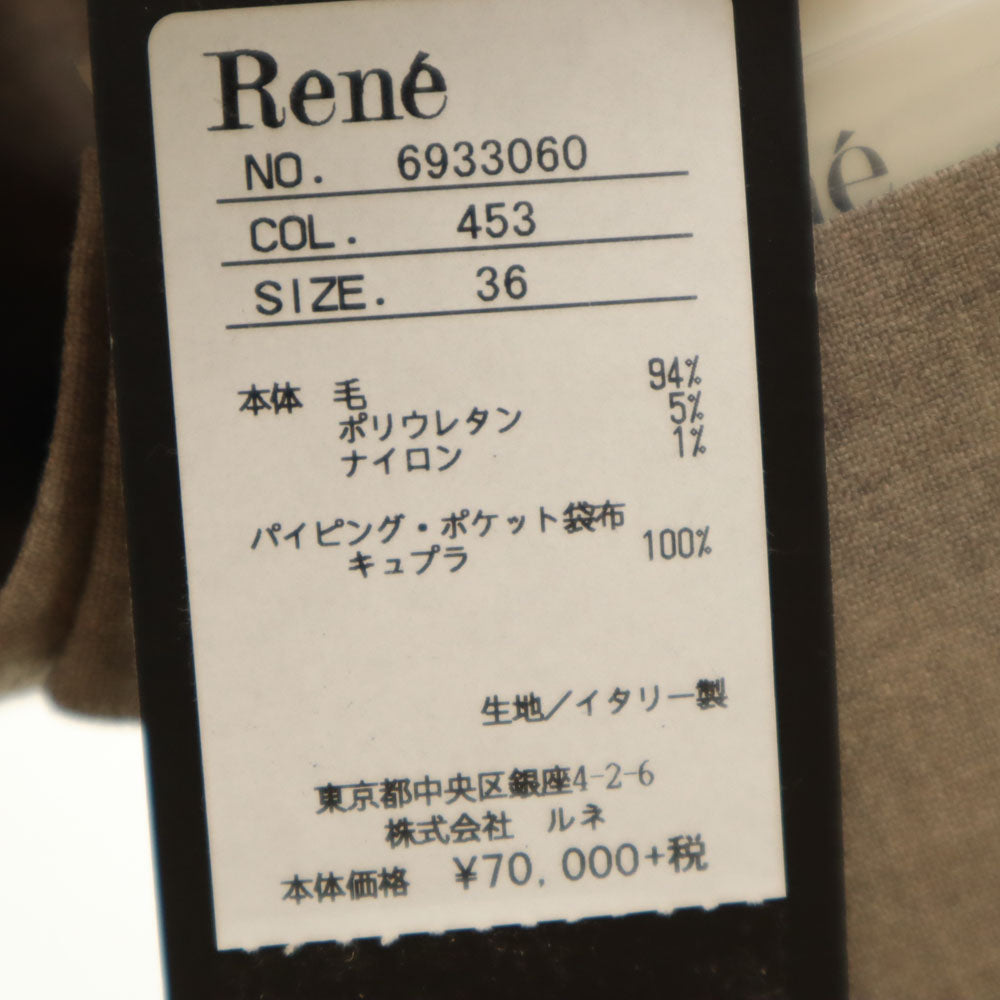 René
NO. 6933060
COL. 453
SIZE. 36
本体 毛 94%
ポリウレタン 5%
ナイロン 1%
パイピング・ポケット袋布
キュプラ 100%
生地/イタリー製
東京都中央区銀座4-2-6
株式会社 ルネ
本体価格 ¥70,000+税
né